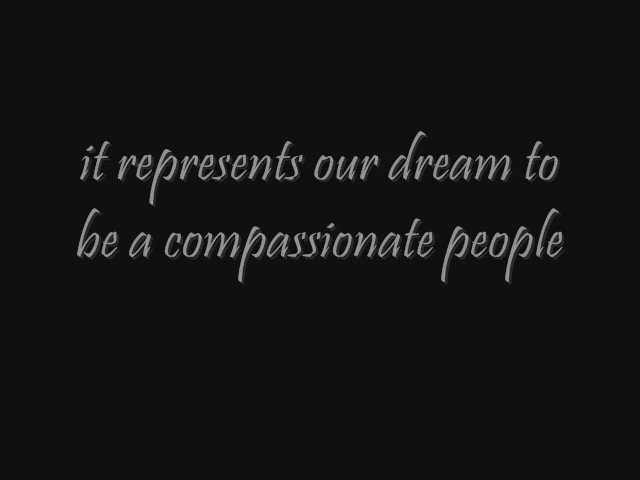 it represents our dream to
be a compassionate people